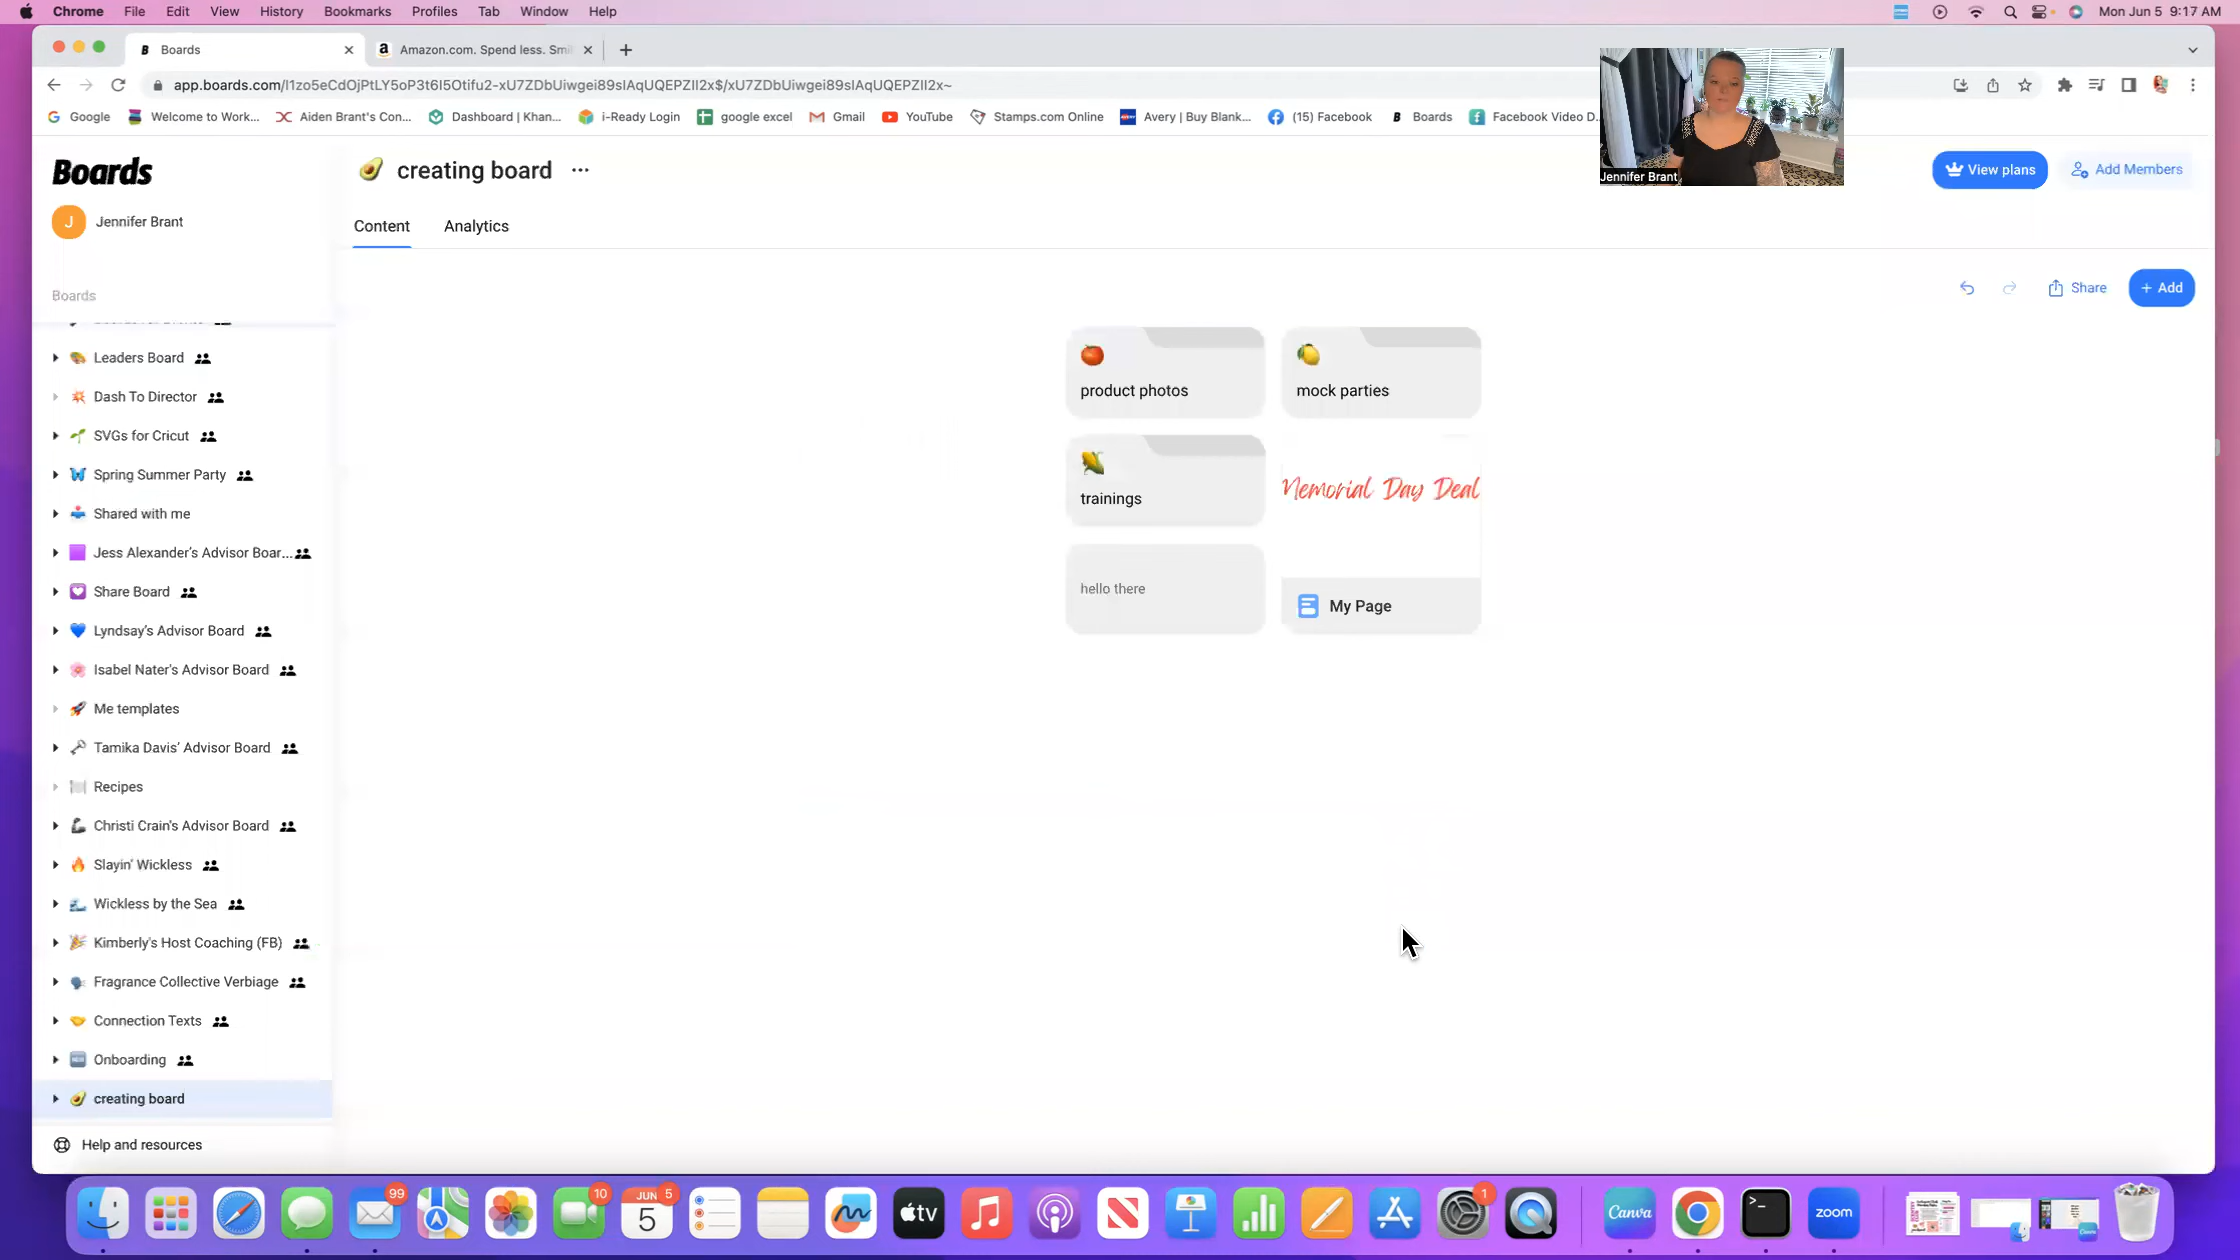 Chrome File Edit View History Bookmarks Profiles Tab Window Help Mon Jun 5 9:17 AM
Boards Amazon.com. Spend less. Smi
app.boards.com/
Google Welcome to Work... Aiden Brant's Con... Dashboard | Khan... i-Ready Login google excel Gmail YouTube Stamps.com Online Avery | Buy Blank... (15) Facebook Boards Facebook Video D...
Jennifer Brant
Boards
Jennifer Brant
creating board ...
View plans Add Members
Content Analytics
Boards
Share + Add
Leaders Board
Dash To Director
SVGs for Cricut
Spring Summer Party
Shared with me
Jess Alexander's Advisor Boar...
Share Board
Lyndsay's Advisor Board
Isabel Nater's Advisor Board
Me templates
Tamika Davis' Advisor Board
Recipes
Christi Crain's Advisor Board
Slayin' Wickless
Wickless by the Sea
Kimberly's Host Coaching (FB)
Fragrance Collective Verbiage
Connection Texts
Onboarding
creating board
Help and resources
product photos
mock parties
trainings
Memorial Day Deal
hello there
My Page
99
10
JUN 5
5
tv
1
Canva
>_
zoom